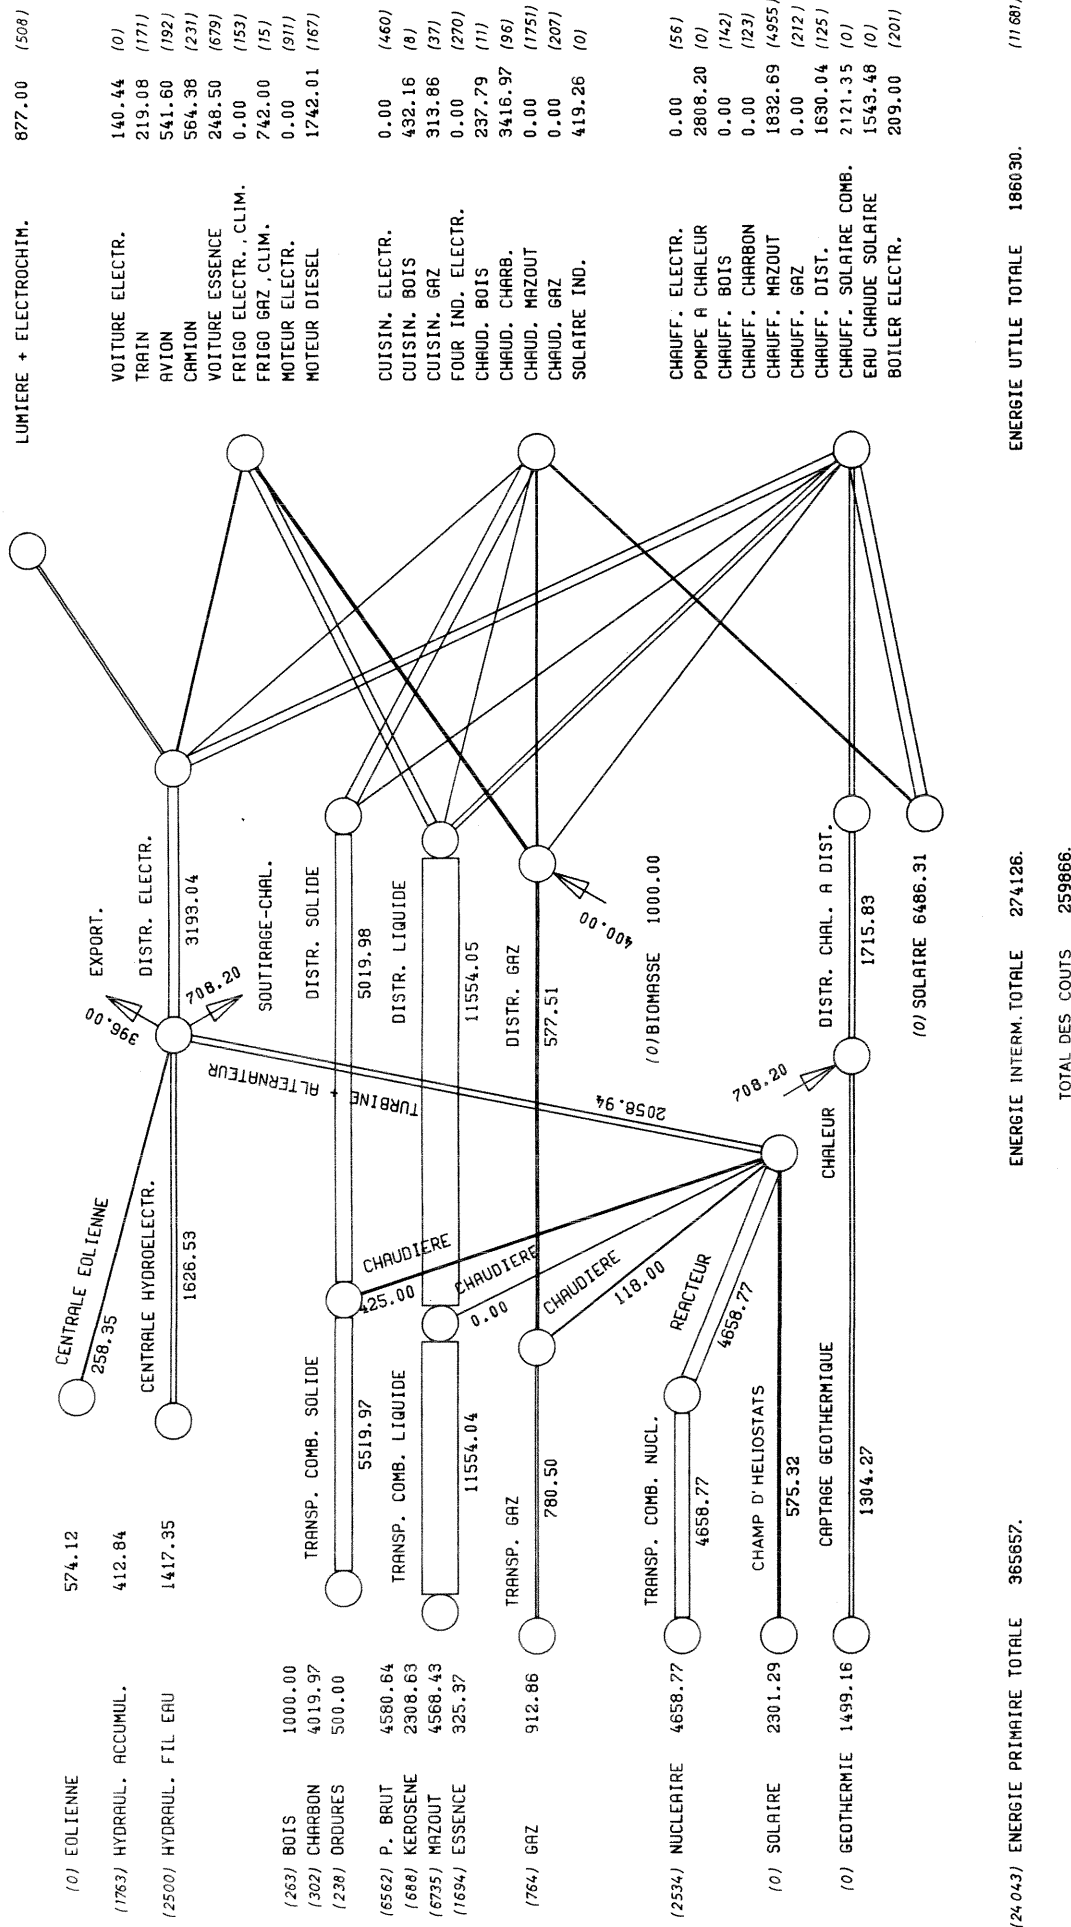 (0) EOLIENNE 574.12
(1763) HYDRAUL. ACCUMUL. 412.84
(2500) HYDRAUL. FIL EAU 1417.35
(263) BOIS 1000.00
(302) CHARBON 4019.97
(238) ORDURES 500.00
(6562) P. BRUT 4580.64
(688) KEROSENE 2308.63
(6735) MAZOUT 4568.43
(1694) ESSENCE 325.37
(764) GAZ 912.86
(2534) NUCLEAIRE 4658.77
(0) SOLAIRE 2301.29
(0) GEOTHERMIE 1499.16
CENTRALE EOLIENNE
258.35
CENTRALE HYDROELECTR.
1626.53
TRANSP. COMB. SOLIDE
5519.97
TRANSP. COMB. LIQUIDE
11554.04
TRANSP. GAZ
780.50
TRANSP. COMB. NUCL.
4658.77
CHAMP D'HELIOSTATS
575.32
CAPTAGE GEOTHERMIQUE
1304.27
CHAUDIERE
425.00
CHAUDIERE
0.00
CHAUDIERE
118.00
REACTEUR
4658.77
TURBINE + ALTERNATEUR
2058.94
CHALEUR
708.20
EXPORT.
396.00
708.20
SOUTIRAGE-CHAL.
DISTR. ELECTR.
3193.04
DISTR. SOLIDE
5019.98
DISTR. LIQUIDE
11554.05
DISTR. GAZ
577.51
400.00
(0) BIOMASSE 1000.00
DISTR. CHAL. A DIST.
1715.83
(0) SOLAIRE 6486.31
LUMIERE + ELECTROCHIM. 877.00 (508)
VOITURE ELECTR. 140.44 (0)
TRAIN 219.08 (171)
AVION 541.60 (192)
CAMION 564.38 (231)
VOITURE ESSENCE 248.50 (679)
FRIGO ELECTR., CLIM. 0.00 (153)
FRIGO GAZ, CLIM. 742.00 (15)
MOTEUR ELECTR. 0.00 (911)
MOTEUR DIESEL 1742.01 (167)
CUISIN. ELECTR. 0.00 (460)
CUISIN. BOIS 432.16 (8)
CUISIN. GAZ 313.86 (37)
FOUR IND. ELECTR. 0.00 (270)
CHAUD. BOIS 237.79 (11)
CHAUD. CHARB. 3416.97 (96)
CHAUD. MAZOUT 0.00 (1751)
CHAUD. GAZ 0.00 (207)
SOLAIRE IND. 419.26 (0)
CHAUFF. ELECTR. 0.00 (56)
POMPE A CHALEUR 2808.20 (0)
CHAUFF. BOIS 0.00 (142)
CHAUFF. CHARBON 0.00 (123)
CHAUFF. MAZOUT 1832.69 (4955)
CHAUFF. GAZ 0.00 (212)
CHAUFF. DIST. 1630.04 (125)
CHAUFF. SOLAIRE COMB. 2121.35 (0)
EAU CHAUDE SOLAIRE 1543.48 (0)
BOILER ELECTR. 209.00 (201)
(24 043) ENERGIE PRIMAIRE TOTALE 365657. ENERGIE INTERM. TOTALE 274126. ENERGIE UTILE TOTALE 186030. (11 681)
TOTAL DES COUTS 259866.